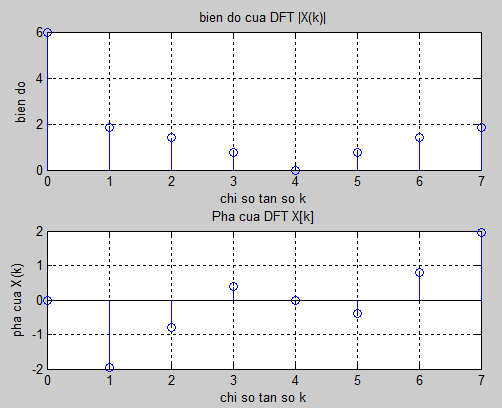 bien do cua DFT |X(k)|
6
4
2
0
bien do
0 1 2 3 4 5 6 7
chi so tan so k
Pha cua DFT X[k]
2
1
0
-1
-2
pha cua X(k)
0 1 2 3 4 5 6 7
chi so tan so k